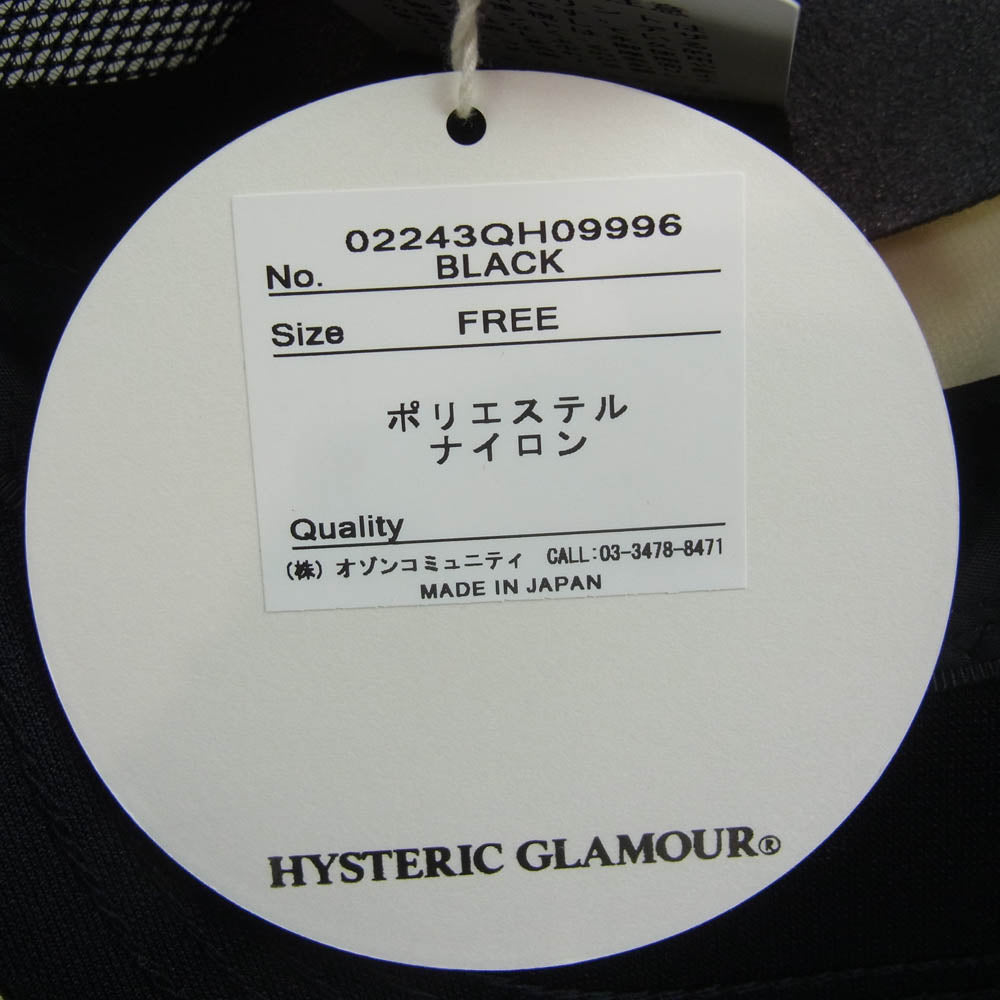 02243QH09996
No. BLACK
Size FREE
ポリエステル
ナイロン
Quality
(株) オゾンコミュニティ CALL:03-3478-8471
MADE IN JAPAN
HYSTERIC GLAMOUR®